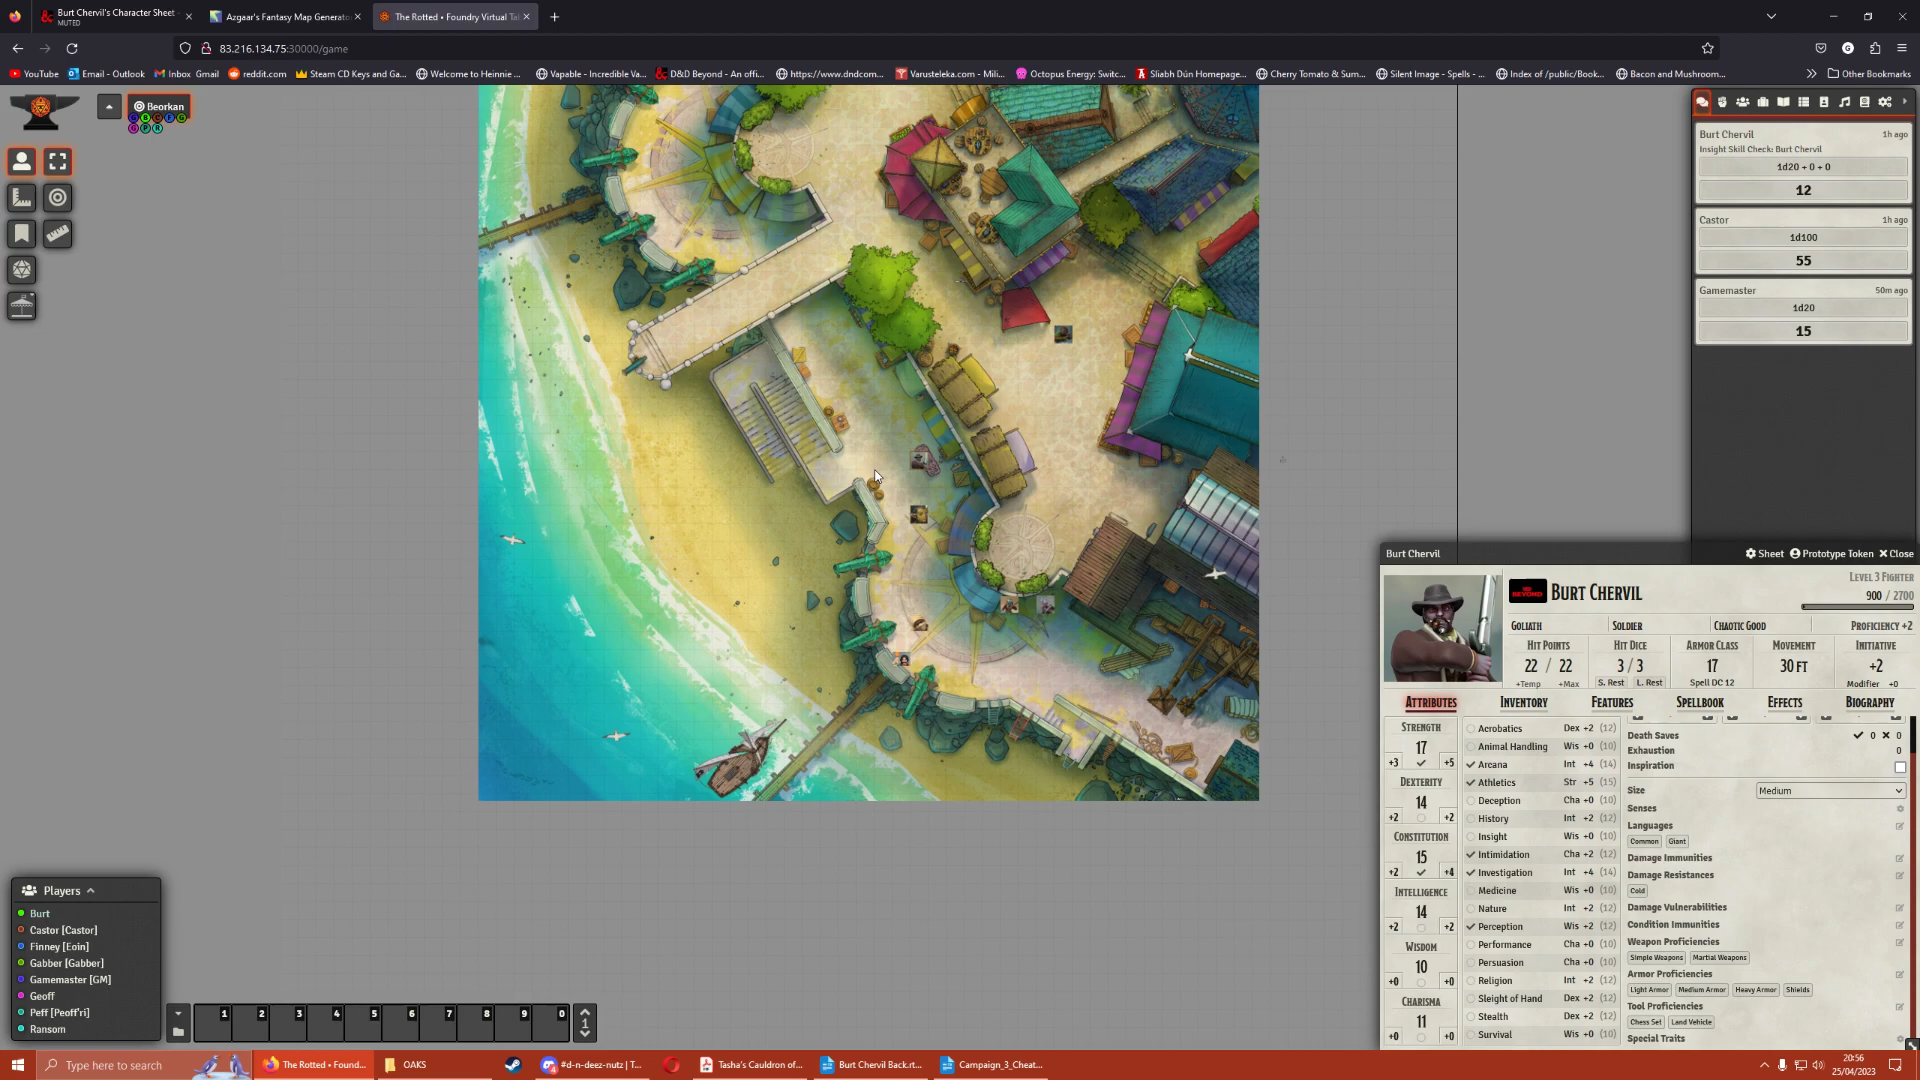 Burt Chervil's Character Sheet
MUTED
Azgaar's Fantasy Map Generato
The Rotted • Foundry Virtual Ta
83.216.134.75:30000/game
YouTube
Email - Outlook
Inbox Gmail
reddit.com
Steam CD Keys and Ga...
Welcome to Heinnie ...
Vapable - Incredible Va...
D&D Beyond - An offi...
https://www.dndcom...
Varusteleka.com - Mili...
Octopus Energy: Switc...
Sliabh Dún Homepage...
Cherry Tomato & Sum...
Silent Image - Spells - ...
Index of /public/Book...
Bacon and Mushroom...
Other Bookmarks
Beorkan
G B C F G
G P R
Burt Chervil 1h ago
Insight Skill Check: Burt Chervil
1d20 + 0 + 0
12
Castor 1h ago
1d100
55
Gamemaster 50m ago
1d20
15
Burt Chervil
Sheet Prototype Token Close
BEYOND
Burt Chervil
Level 3 Fighter
900 / 2700
Goliath Soldier Chaotic Good Proficiency +2
Hit Points Hit Dice Armor Class Movement Initiative
22 / 22 3 / 3 17 30 ft +2
+Temp +Max S. Rest L. Rest Spell DC 12 Modifier +0
Attributes Inventory Features Spellbook Effects Biography
Strength
17
+3 +5
Dexterity
14
+2 +2
Constitution
15
+2 +4
Intelligence
14
+2 +2
Wisdom
10
+0 +0
Charisma
11
+0 +0
Acrobatics Dex +2 (12)
Animal Handling Wis +0 (10)
Arcana Int +4 (14)
Athletics Str +5 (15)
Deception Cha +0 (10)
History Int +2 (12)
Insight Wis +0 (10)
Intimidation Cha +2 (12)
Investigation Int +4 (14)
Medicine Wis +0 (10)
Nature Int +2 (12)
Perception Wis +2 (12)
Performance Cha +0 (10)
Persuasion Cha +0 (10)
Religion Int +2 (12)
Sleight of Hand Dex +2 (12)
Stealth Dex +2 (12)
Survival Wis +0 (10)
Death Saves 0 0
Exhaustion 0
Inspiration
Size Medium
Senses
Languages
Common Giant
Damage Immunities
Damage Resistances
Cold
Damage Vulnerabilities
Condition Immunities
Weapon Proficiencies
Simple Weapons Martial Weapons
Armor Proficiencies
Light Armor Medium Armor Heavy Armor Shields
Tool Proficiencies
Chess Set Land Vehicle
Special Traits
Players
Burt
Castor [Castor]
Finney [Eoin]
Gabber [Gabber]
Gamemaster [GM]
Geoff
Peff [Peoff'ri]
Ransom
1 2 3 4 5 6 7 8 9 0
1
Type here to search
The Rotted • Found...
OAKS
#d-n-deez-nutz | T...
Tasha's Cauldron of...
Burt Chervil Back.rt...
Campaign_3_Cheat...
20:56
25/04/2023